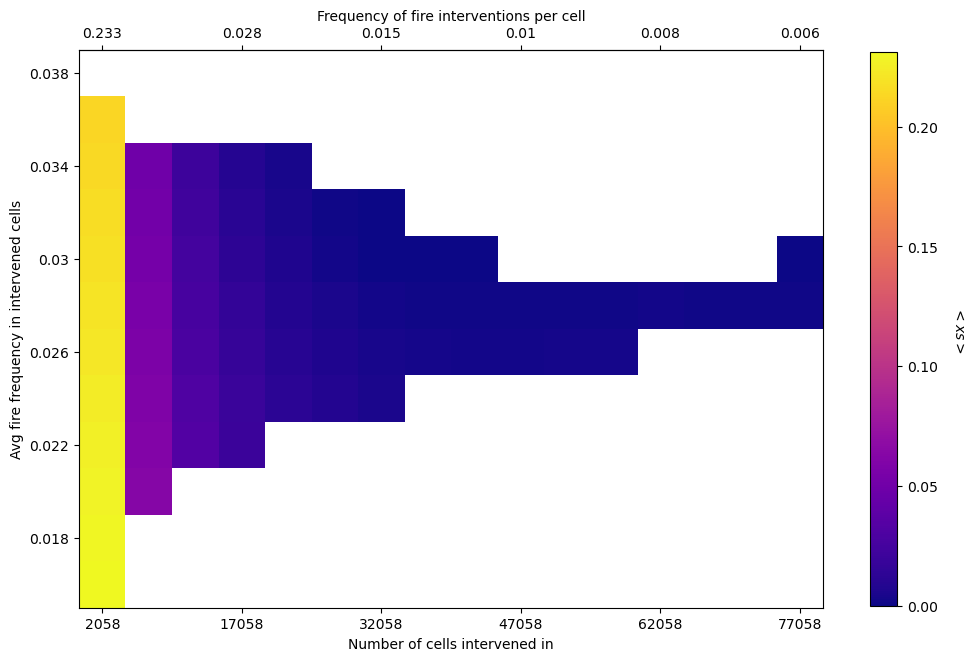 Frequency of fire interventions per cell
0.233 0.028 0.015 0.01 0.008 0.006
0.038
0.034
0.03
0.026
0.022
0.018
Avg fire frequency in intervened cells
2058 17058 32058 47058 62058 77058
Number of cells intervened in
0.20
0.15
0.10
0.05
0.00
< sx >